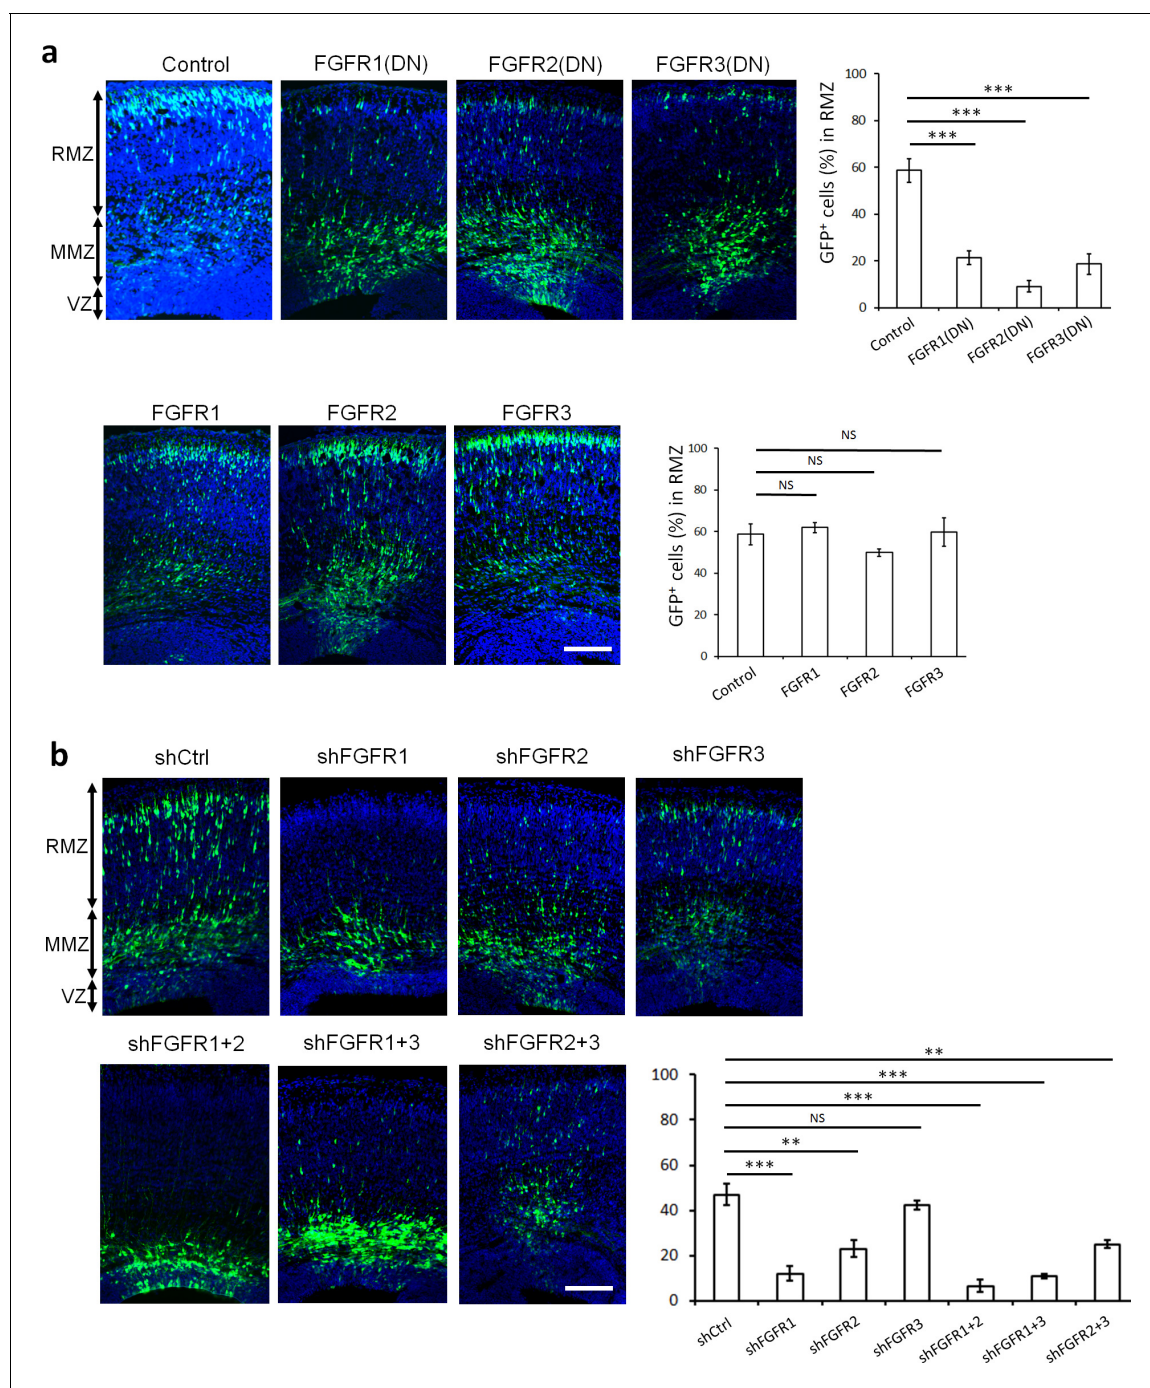 a
Control
FGFR1(DN)
FGFR2(DN)
FGFR3(DN)
RMZ
MMZ
VZ
GFP+ cells (%) in RMZ
100
80
60
40
20
0
***
***
***
Control
FGFR1(DN)
FGFR2(DN)
FGFR3(DN)
FGFR1
FGFR2
FGFR3
GFP+ cells (%) in RMZ
100
80
60
40
20
0
NS
NS
NS
Control
FGFR1
FGFR2
FGFR3
b
shCtrl
shFGFR1
shFGFR2
shFGFR3
RMZ
MMZ
VZ
shFGFR1+2
shFGFR1+3
shFGFR2+3
100
80
60
40
20
0
**
***
***
NS
**
***
shCtrl
shFGFR1
shFGFR2
shFGFR3
shFGFR1+2
shFGFR1+3
shFGFR2+3